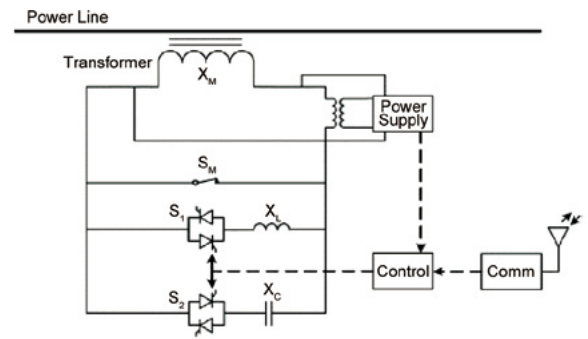 Power Line
Transformer
X_M
Power
Supply
S_M
S_1
X_L
Control
Comm
S_2
X_C